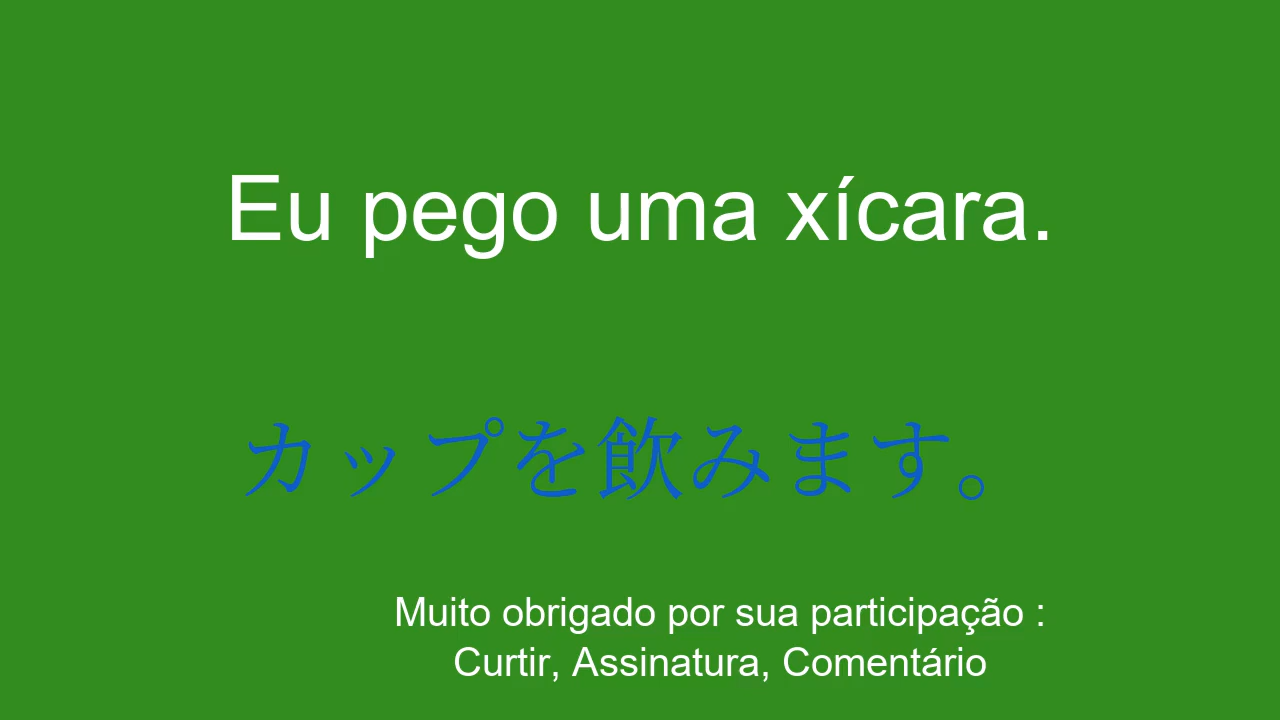 Eu pego uma xícara.
カップを飲みます。
Muito obrigado por sua participação :
Curtir, Assinatura, Comentário